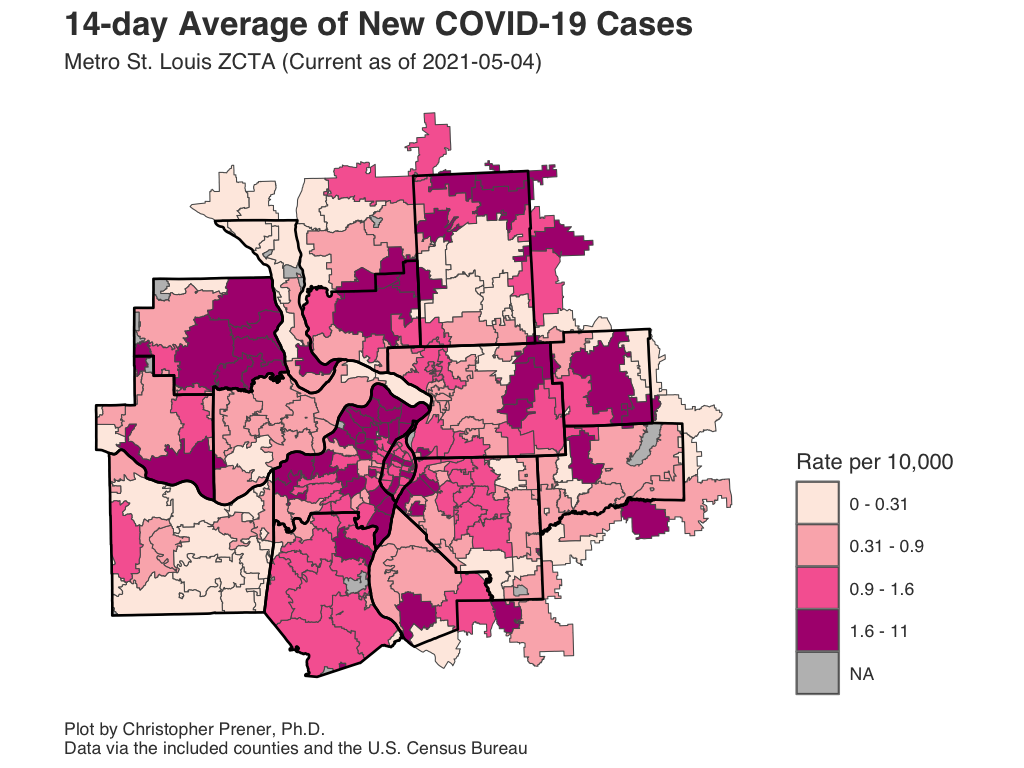 14-day Average of New COVID-19 Cases
Metro St. Louis ZCTA (Current as of 2021-05-04)
Rate per 10,000
0 - 0.31
0.31 - 0.9
0.9 - 1.6
1.6 - 11
NA
Plot by Christopher Prener, Ph.D.
Data via the included counties and the U.S. Census Bureau